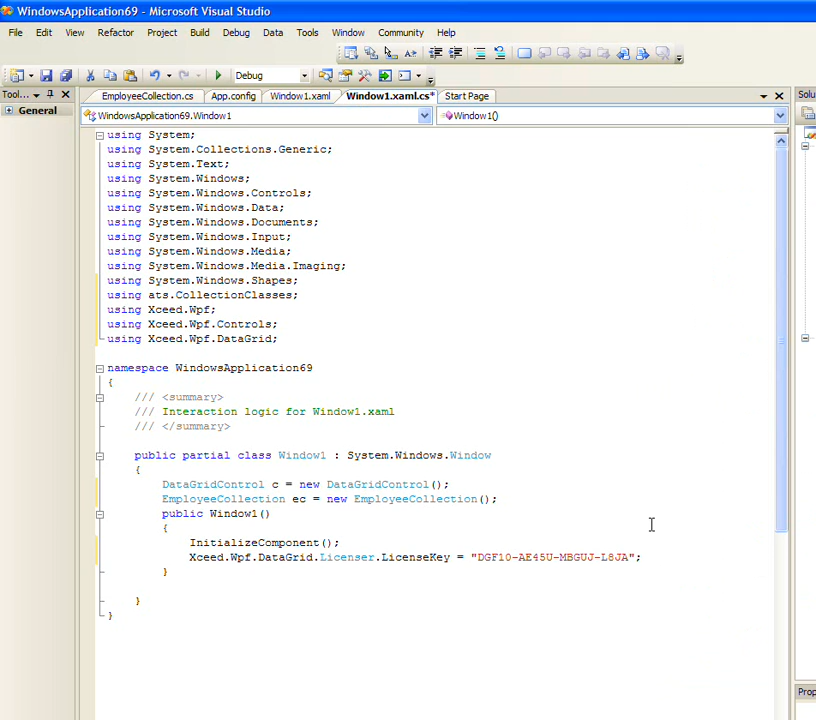 WindowsApplication69 - Microsoft Visual Studio
File Edit View Refactor Project Build Debug Data Tools Window Community Help
Debug
Tool...
EmployeeCollection.cs App.config Window1.xaml Window1.xaml.cs* Start Page
Solu
General
WindowsApplication69.Window1
Window1()
using System;
using System.Collections.Generic;
using System.Text;
using System.Windows;
using System.Windows.Controls;
using System.Windows.Data;
using System.Windows.Documents;
using System.Windows.Input;
using System.Windows.Media;
using System.Windows.Media.Imaging;
using System.Windows.Shapes;
using ats.CollectionClasses;
using Xceed.Wpf;
using Xceed.Wpf.Controls;
using Xceed.Wpf.DataGrid;
namespace WindowsApplication69
{
/// <summary>
/// Interaction logic for Window1.xaml
/// </summary>
public partial class Window1 : System.Windows.Window
{
DataGridControl c = new DataGridControl();
EmployeeCollection ec = new EmployeeCollection();
public Window1()
{
InitializeComponent();
Xceed.Wpf.DataGrid.Licenser.LicenseKey = "DGF10-AE45U-MBGUJ-L8JA";
}
}
}
Prop